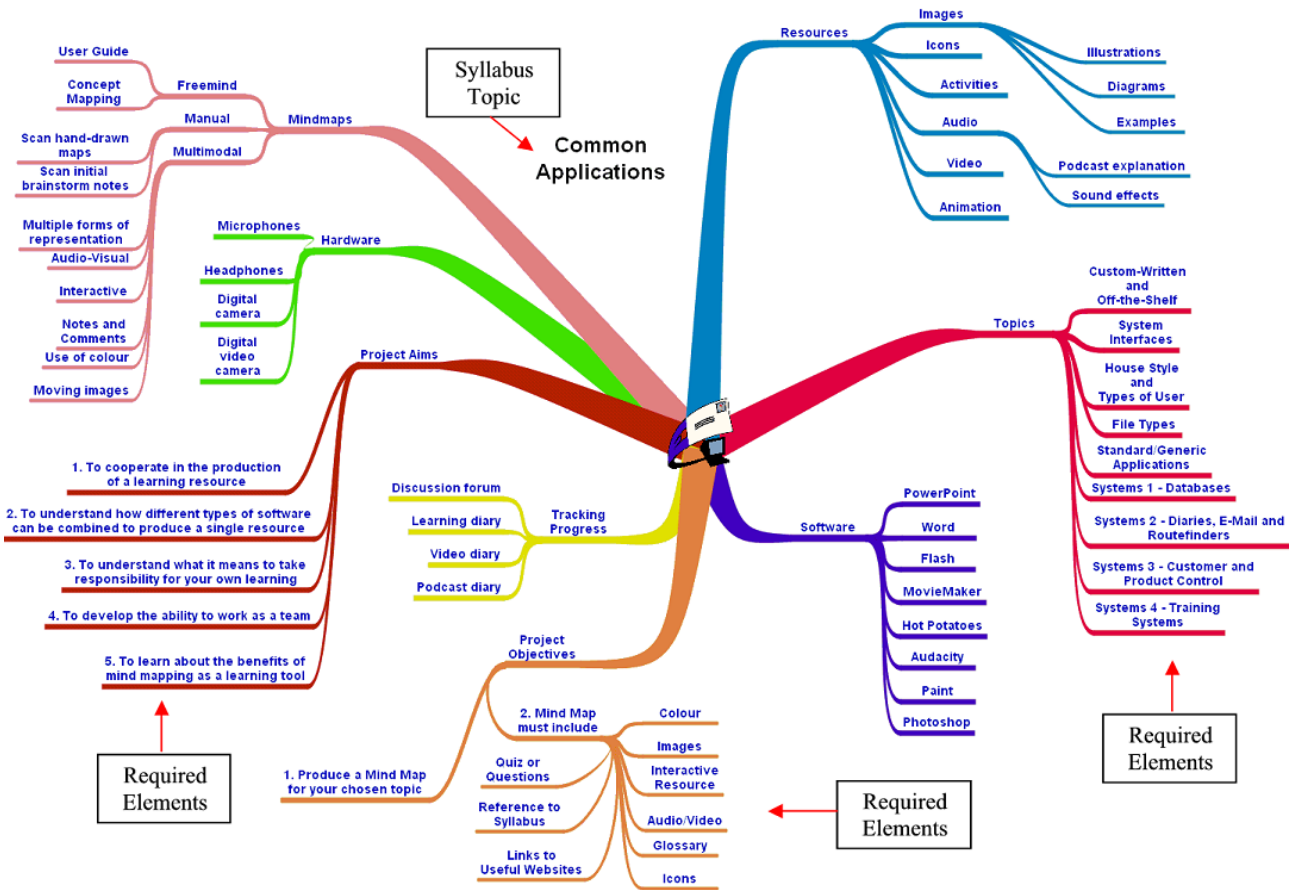 Syllabus
Topic
Common
Applications
Mindmaps
Freemind
User Guide
Concept
Mapping
Manual
Scan hand-drawn
maps
Scan initial
brainstorm notes
Multimodal
Multiple forms of
representation
Audio-Visual
Interactive
Notes and
Comments
Use of colour
Moving images
Hardware
Microphones
Headphones
Digital
camera
Digital
video
camera
Project Aims
1. To cooperate in the production
of a learning resource
2. To understand how different types of software
can be combined to produce a single resource
3. To understand what it means to take
responsibility for your own learning
4. To develop the ability to work as a team
5. To learn about the benefits of
mind mapping as a learning tool
Required
Elements
Tracking
Progress
Discussion forum
Learning diary
Video diary
Podcast diary
Project
Objectives
1. Produce a Mind Map
for your chosen topic
2. Mind Map
must include
Quiz or
Questions
Reference to
Syllabus
Links to
Useful Websites
Colour
Images
Interactive
Resource
Audio/Video
Glossary
Icons
Required
Elements
Resources
Images
Illustrations
Diagrams
Examples
Icons
Activities
Audio
Podcast explanation
Sound effects
Video
Animation
Topics
Custom-Written
and
Off-the-Shelf
System
Interfaces
House Style
and
Types of User
File Types
Standard/Generic
Applications
Systems 1 - Databases
Systems 2 - Diaries, E-Mail and
Routefinders
Systems 3 - Customer and
Product Control
Systems 4 - Training
Systems
Required
Elements
Software
PowerPoint
Word
Flash
MovieMaker
Hot Potatoes
Audacity
Paint
Photoshop